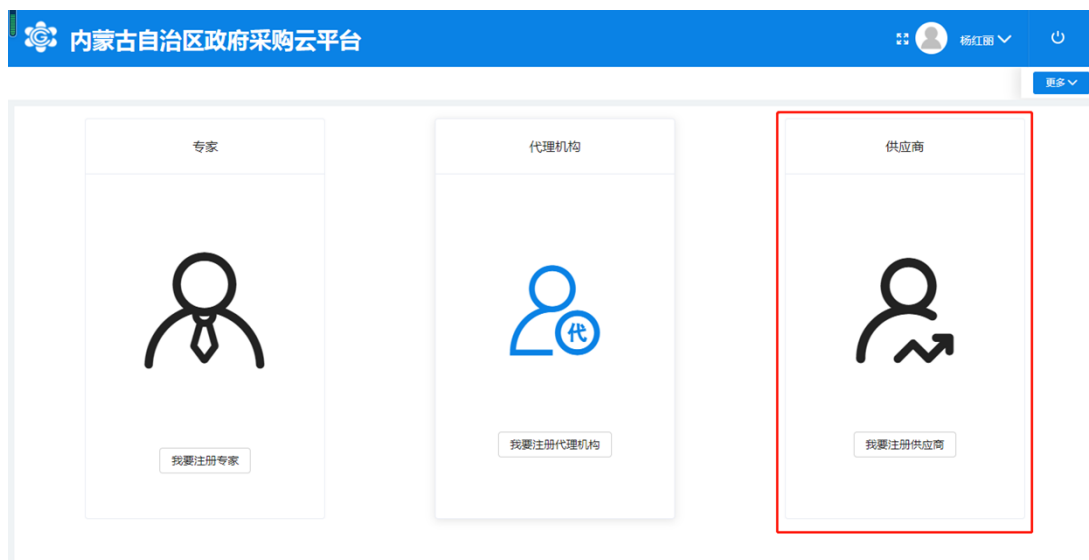 内蒙古自治区政府采购云平台
杨红丽
更多
专家
代理机构
供应商
代
我要注册专家
我要注册代理机构
我要注册供应商